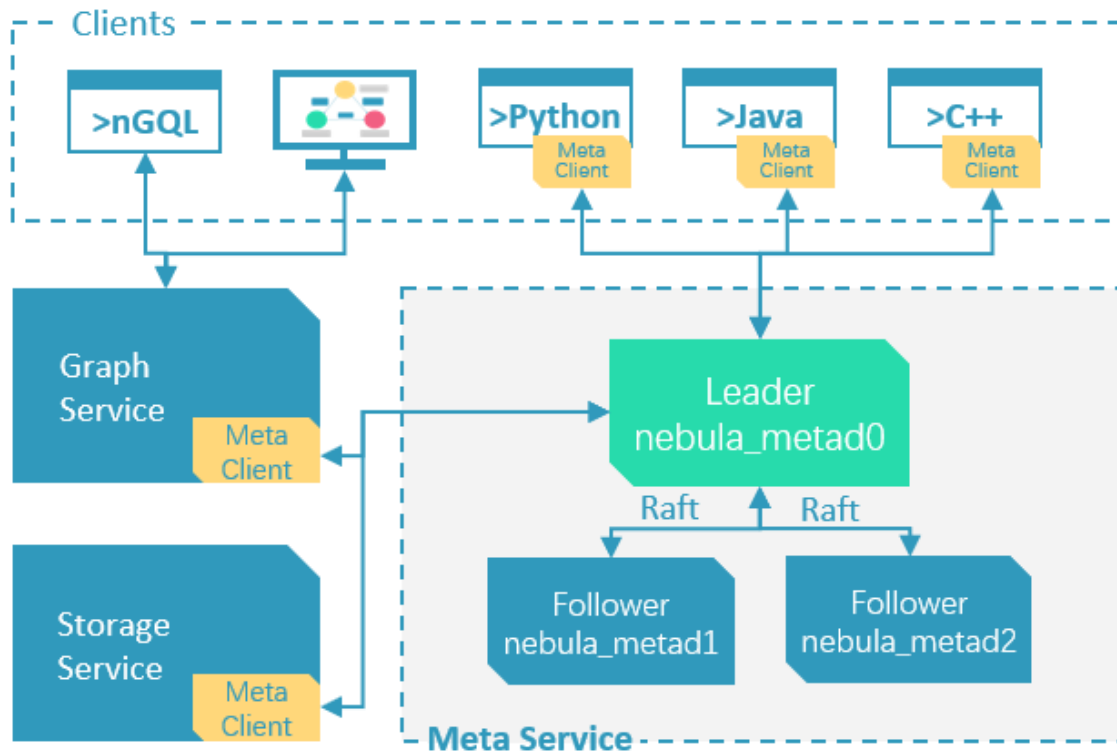 Clients
>nGQL
>Python
Meta
Client
>Java
Meta
Client
>C++
Meta
Client
Graph
Service
Meta
Client
Leader
nebula_metad0
Raft
Raft
Follower
nebula_metad1
Follower
nebula_metad2
Storage
Service
Meta
Client
Meta Service